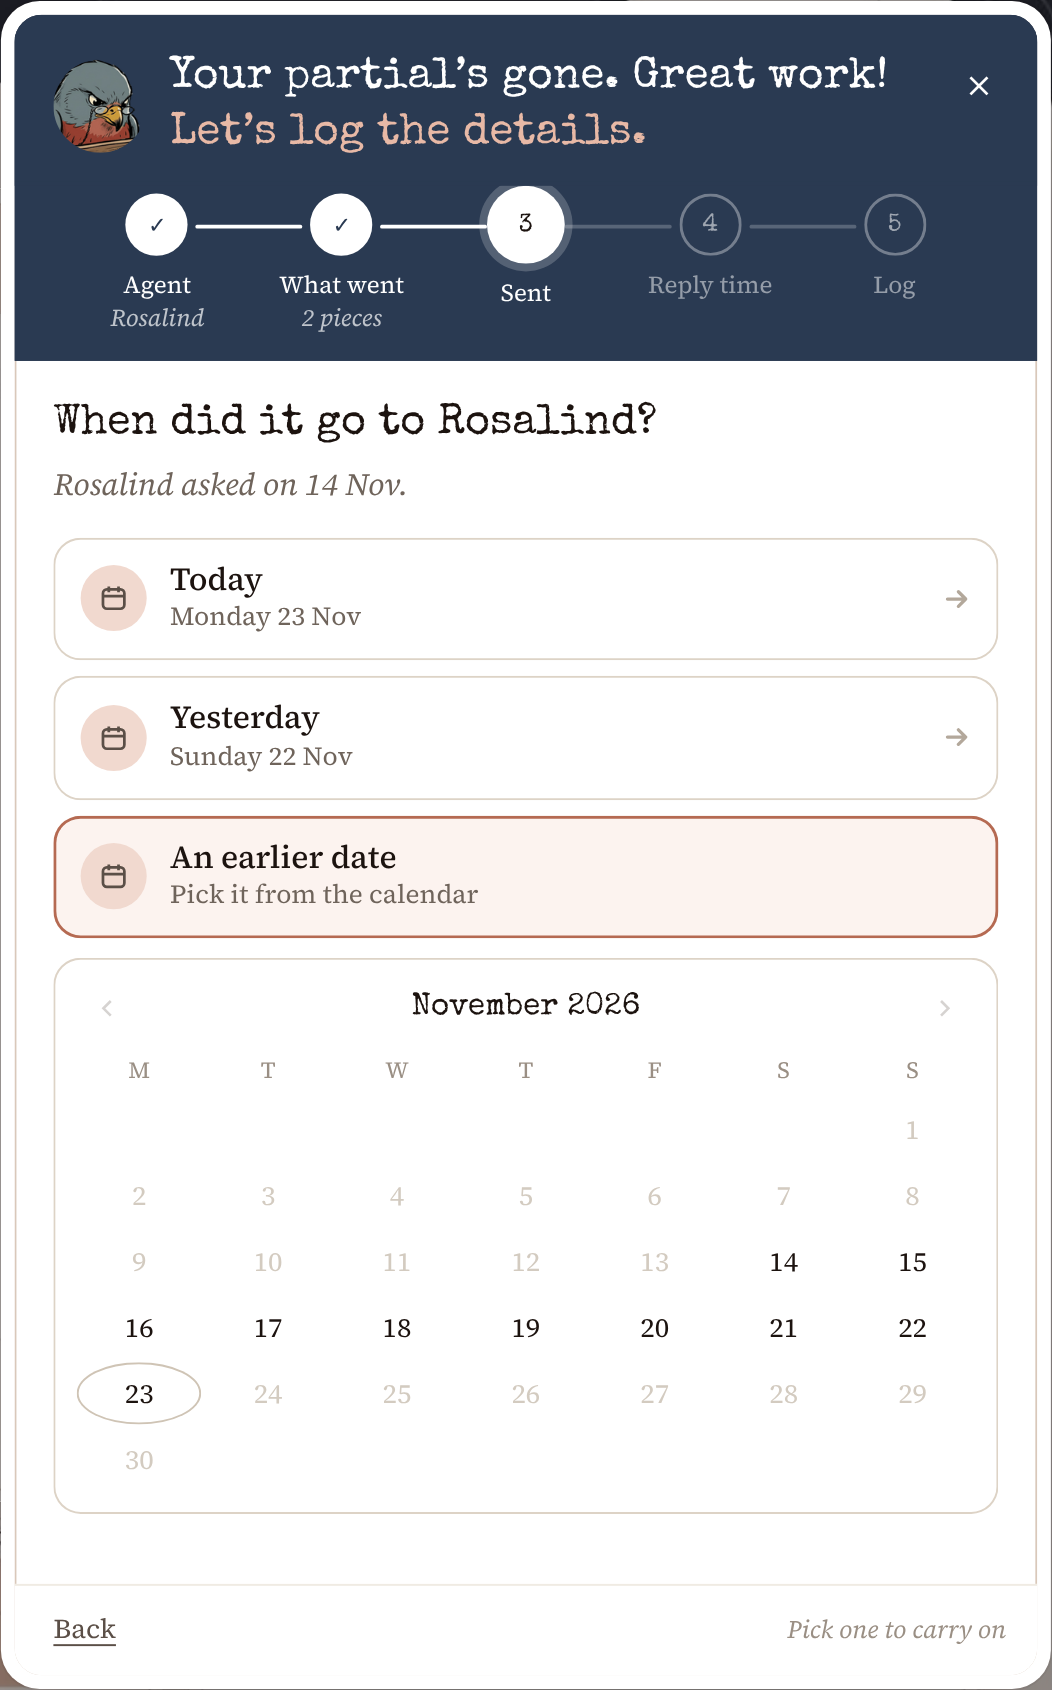 Your partial’s gone. Great work!
Let’s log the details.
✓ ✓ 3 4 5
Agent What went Sent Reply time Log
Rosalind 2 pieces
When did it go to Rosalind?
Rosalind asked on 14 Nov.
Today
Monday 23 Nov
Yesterday
Sunday 22 Nov
An earlier date
Pick it from the calendar
November 2026
M T W T F S S
1
2 3 4 5 6 7 8
9 10 11 12 13 14 15
16 17 18 19 20 21 22
23 24 25 26 27 28 29
30
Back Pick one to carry on